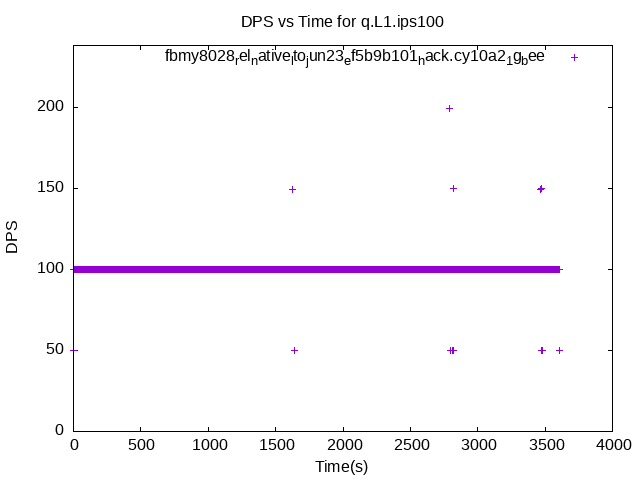 DPS vs Time for q.L1.ips100
fbmy8028relnativeltojun23ef5b9b101hack.cy10a21gbee
200
150
100
50
0
DPS
0 500 1000 1500 2000 2500 3000 3500 4000
Time(s)